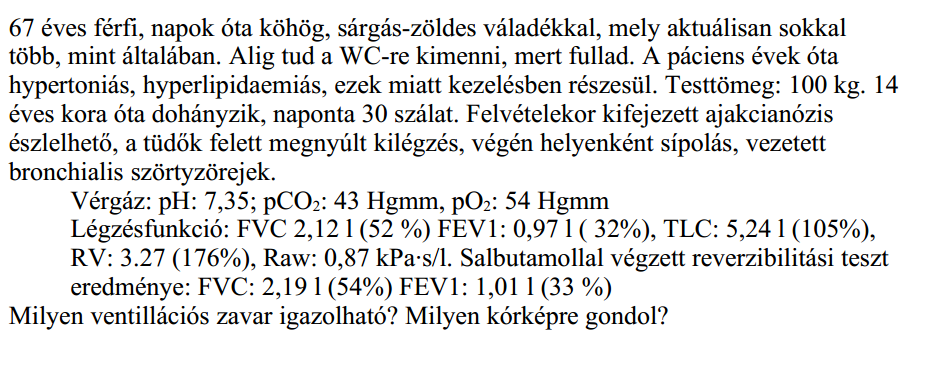 67 éves férfi, napok óta köhög, sárgás-zöldes váladékkal, mely aktuálisan sokkal
több, mint általában. Alig tud a WC-re kimenni, mert fullad. A páciens évek óta
hypertoniás, hyperlipidaemiás, ezek miatt kezelésben részesül. Testtömeg: 100 kg. 14
éves kora óta dohányzik, naponta 30 szálat. Felvételekor kifejezett ajakcianózis
észlelhető, a tüdők felett megnyúlt kilégzés, végén helyenként sípolás, vezetett
bronchialis szörtyzörejek.
Vérgáz: pH: 7,35; pCO₂: 43 Hgmm, pO₂: 54 Hgmm
Légzésfunkció: FVC 2,12 l (52 %) FEV1: 0,97 l ( 32%), TLC: 5,24 l (105%),
RV: 3.27 (176%), Raw: 0,87 kPa·s/l. Salbutamollal végzett reverzibilitási teszt
eredménye: FVC: 2,19 l (54%) FEV1: 1,01 l (33 %)
Milyen ventillációs zavar igazolható? Milyen kórképre gondol?